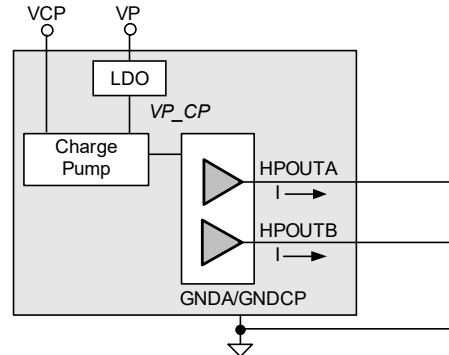 VCP
VP
LDO
VP_CP
Charge
Pump
HPOUTA
I
HPOUTB
I
GNDA/GNDCP